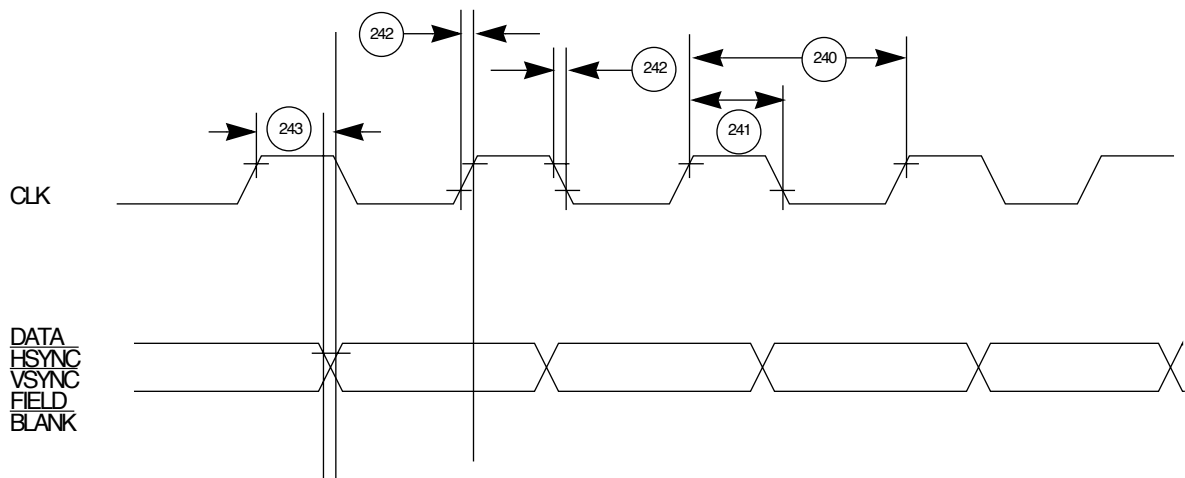 242
242
240
243
241
CLK
DATA
HSYNC
VSYNC
FIELD
BLANK